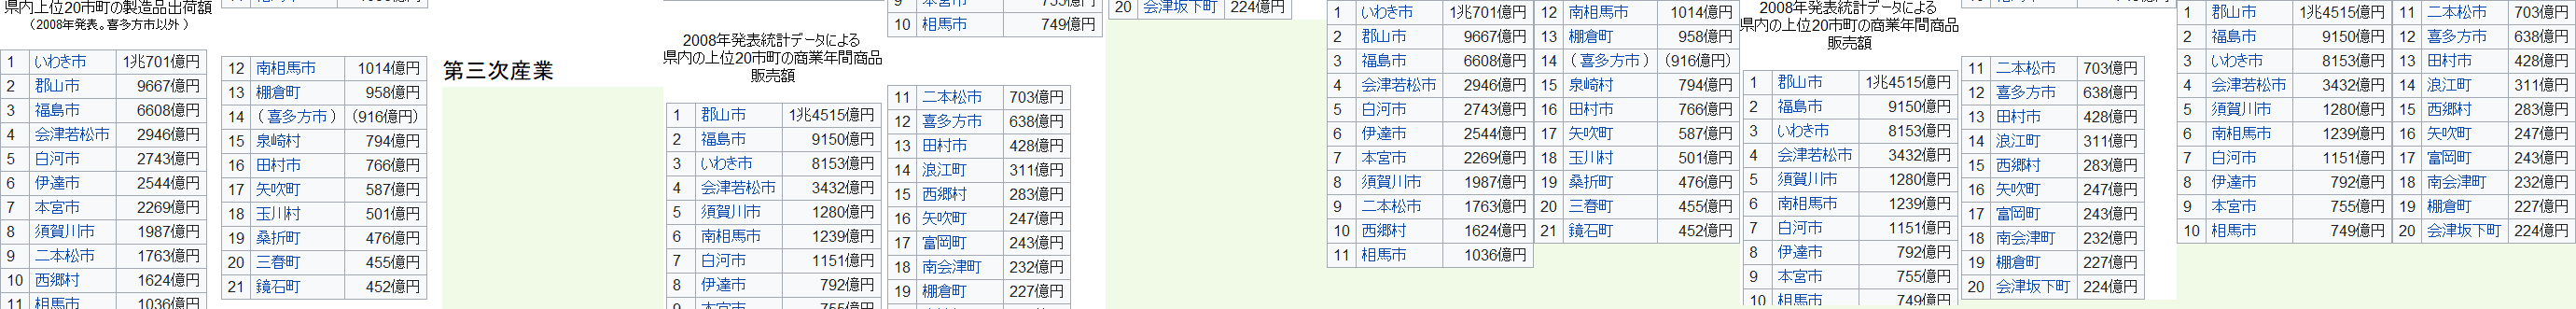 県内上位20市町の製造品出荷額
（2008年発表。喜多方市以外 ）
1 いわき市 1兆701億円
2 郡山市 9667億円
3 福島市 6608億円
4 会津若松市 2946億円
5 白河市 2743億円
6 伊達市 2544億円
7 本宮市 2269億円
8 須賀川市 1987億円
9 二本松市 1763億円
10 西郷村 1624億円
11 相馬市 1036億円
12 南相馬市 1014億円
13 棚倉町 958億円
14 （ 喜多方市 ） （916億円）
15 泉崎村 794億円
16 田村市 766億円
17 矢吹町 587億円
18 玉川村 501億円
19 桑折町 476億円
20 三春町 455億円
21 鏡石町 452億円
第三次産業
2008年発表統計データによる
県内の上位20市町の商業年間商品
販売額
1 郡山市 1兆4515億円
2 福島市 9150億円
3 いわき市 8153億円
4 会津若松市 3432億円
5 須賀川市 1280億円
6 南相馬市 1239億円
7 白河市 1151億円
8 伊達市 792億円
9 本宮市 755億円
9 本宮市 755億円
10 相馬市 749億円
11 二本松市 703億円
12 喜多方市 638億円
13 田村市 428億円
14 浪江町 311億円
15 西郷村 283億円
16 矢吹町 247億円
17 富岡町 243億円
18 南会津町 232億円
19 棚倉町 227億円
20 会津坂下町 224億円
1 いわき市 1兆701億円
2 郡山市 9667億円
3 福島市 6608億円
4 会津若松市 2946億円
5 白河市 2743億円
6 伊達市 2544億円
7 本宮市 2269億円
8 須賀川市 1987億円
9 二本松市 1763億円
10 西郷村 1624億円
11 相馬市 1036億円
12 南相馬市 1014億円
13 棚倉町 958億円
14 （ 喜多方市 ） （916億円）
15 泉崎村 794億円
16 田村市 766億円
17 矢吹町 587億円
18 玉川村 501億円
19 桑折町 476億円
20 三春町 455億円
21 鏡石町 452億円
2008年発表統計データによる
県内の上位20市町の商業年間商品
販売額
1 郡山市 1兆4515億円
2 福島市 9150億円
3 いわき市 8153億円
4 会津若松市 3432億円
5 須賀川市 1280億円
6 南相馬市 1239億円
7 白河市 1151億円
8 伊達市 792億円
9 本宮市 755億円
10 相馬市 749億円
11 二本松市 703億円
12 喜多方市 638億円
13 田村市 428億円
14 浪江町 311億円
15 西郷村 283億円
16 矢吹町 247億円
17 富岡町 243億円
18 南会津町 232億円
19 棚倉町 227億円
20 会津坂下町 224億円
1 郡山市 1兆4515億円
2 福島市 9150億円
3 いわき市 8153億円
4 会津若松市 3432億円
5 須賀川市 1280億円
6 南相馬市 1239億円
7 白河市 1151億円
8 伊達市 792億円
9 本宮市 755億円
10 相馬市 749億円
11 二本松市 703億円
12 喜多方市 638億円
13 田村市 428億円
14 浪江町 311億円
15 西郷村 283億円
16 矢吹町 247億円
17 富岡町 243億円
18 南会津町 232億円
19 棚倉町 227億円
20 会津坂下町 224億円